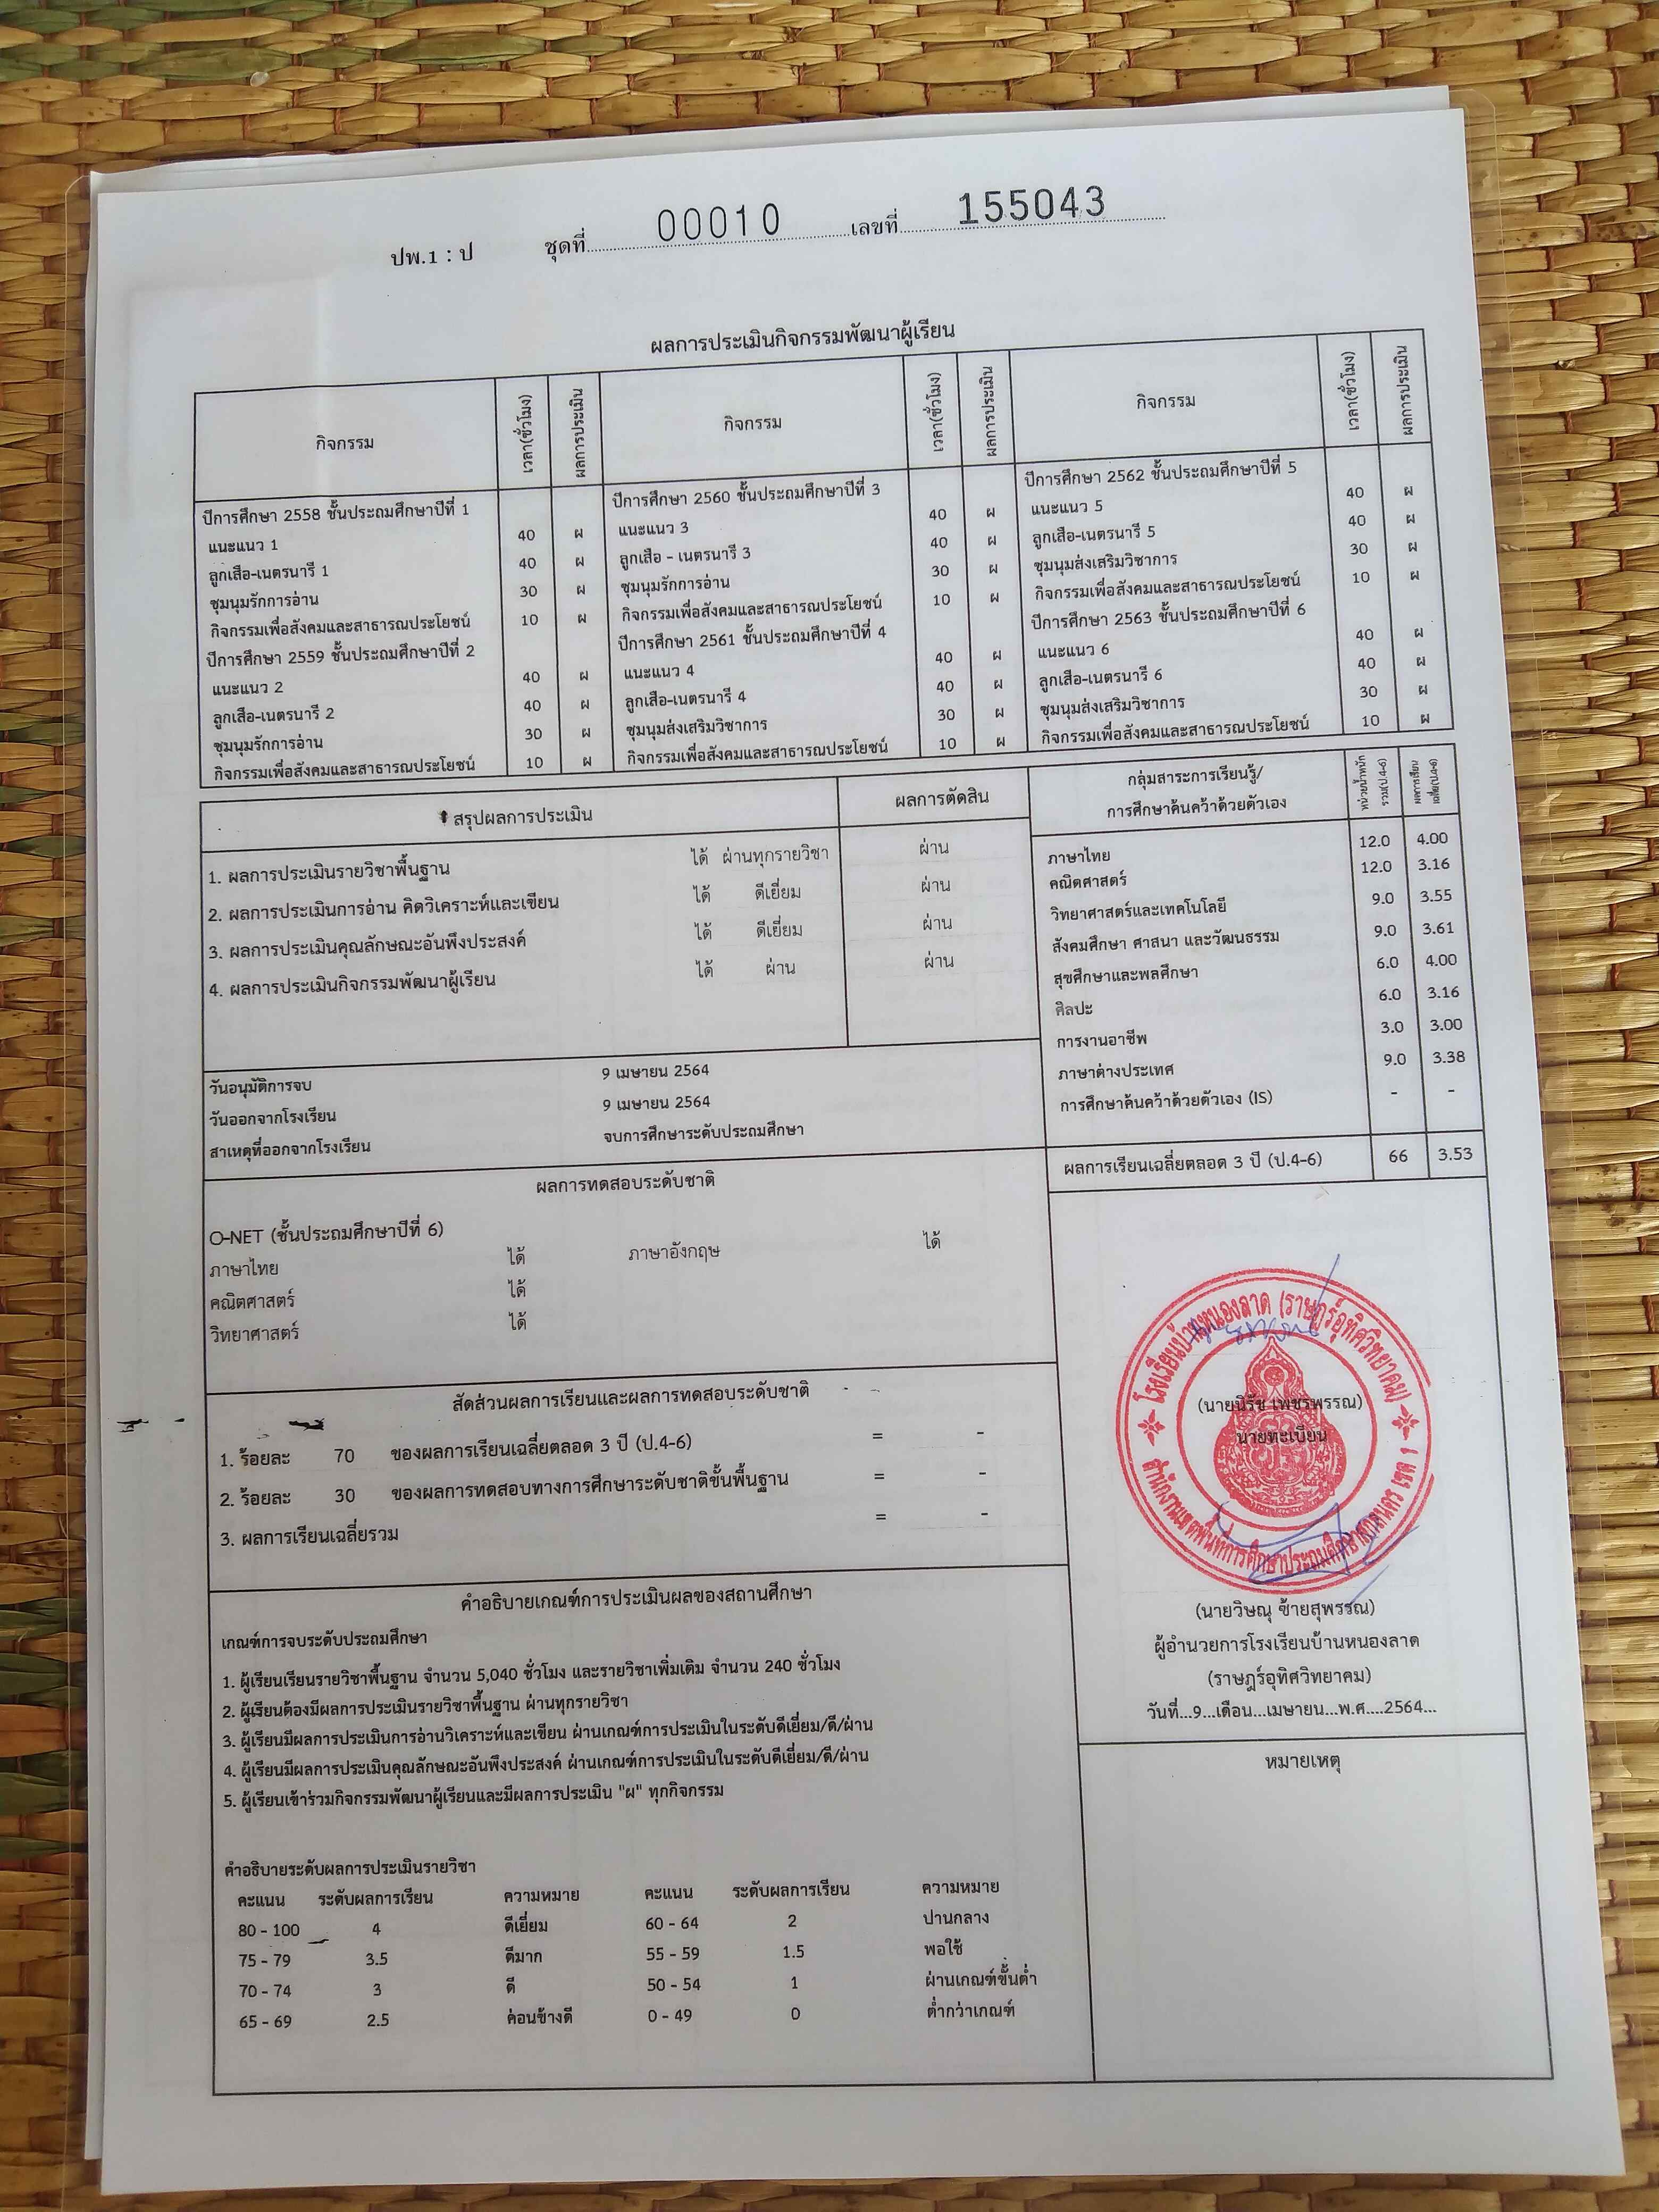 ปพ.1 : ป ชุดที่ 00010 เลขที่ 155043
ผลการประเมินกิจกรรมพัฒนาผู้เรียน
กิจกรรม เวลา(ชั่วโมง) ผลการประเมิน กิจกรรม เวลา(ชั่วโมง) ผลการประเมิน กิจกรรม เวลา(ชั่วโมง) ผลการประเมิน
ปีการศึกษา 2558 ชั้นประถมศึกษาปีที่ 1
แนะแนว 1 40 ผ
ลูกเสือ-เนตรนารี 1 40 ผ
ชุมนุมรักการอ่าน 30 ผ
กิจกรรมเพื่อสังคมและสาธารณประโยชน์ 10 ผ
ปีการศึกษา 2559 ชั้นประถมศึกษาปีที่ 2
แนะแนว 2 40 ผ
ลูกเสือ-เนตรนารี 2 40 ผ
ชุมนุมรักการอ่าน 30 ผ
กิจกรรมเพื่อสังคมและสาธารณประโยชน์ 10 ผ
ปีการศึกษา 2560 ชั้นประถมศึกษาปีที่ 3
แนะแนว 3 40 ผ
ลูกเสือ - เนตรนารี 3 40 ผ
ชุมนุมรักการอ่าน 30 ผ
กิจกรรมเพื่อสังคมและสาธารณประโยชน์ 10 ผ
ปีการศึกษา 2561 ชั้นประถมศึกษาปีที่ 4
แนะแนว 4 40 ผ
ลูกเสือ-เนตรนารี 4 40 ผ
ชุมนุมส่งเสริมวิชาการ 30 ผ
กิจกรรมเพื่อสังคมและสาธารณประโยชน์ 10 ผ
ปีการศึกษา 2562 ชั้นประถมศึกษาปีที่ 5
แนะแนว 5 40 ผ
ลูกเสือ-เนตรนารี 5 40 ผ
ชุมนุมส่งเสริมวิชาการ 30 ผ
กิจกรรมเพื่อสังคมและสาธารณประโยชน์ 10 ผ
ปีการศึกษา 2563 ชั้นประถมศึกษาปีที่ 6
แนะแนว 6 40 ผ
ลูกเสือ-เนตรนารี 6 40 ผ
ชุมนุมส่งเสริมวิชาการ 30 ผ
กิจกรรมเพื่อสังคมและสาธารณประโยชน์ 10 ผ
สรุปผลการประเมิน ผลการตัดสิน
1. ผลการประเมินรายวิชาพื้นฐาน ได้ ผ่านทุกรายวิชา ผ่าน
2. ผลการประเมินการอ่าน คิดวิเคราะห์และเขียน ได้ ดีเยี่ยม ผ่าน
3. ผลการประเมินคุณลักษณะอันพึงประสงค์ ได้ ดีเยี่ยม ผ่าน
4. ผลการประเมินกิจกรรมพัฒนาผู้เรียน ได้ ผ่าน ผ่าน
วันอนุมัติการจบ 9 เมษายน 2564
วันออกจากโรงเรียน 9 เมษายน 2564
สาเหตุที่ออกจากโรงเรียน จบการศึกษาระดับประถมศึกษา
กลุ่มสาระการเรียนรู้/ หน่วยน้ำหนัก ผลการเรียน
การศึกษาค้นคว้าด้วยตัวเอง รวม(ป.4-6) เฉลี่ย(ป.4-6)
ภาษาไทย 12.0 4.00
คณิตศาสตร์ 12.0 3.16
วิทยาศาสตร์และเทคโนโลยี 9.0 3.55
สังคมศึกษา ศาสนา และวัฒนธรรม 9.0 3.61
สุขศึกษาและพลศึกษา 6.0 4.00
ศิลปะ 6.0 3.16
การงานอาชีพ 3.0 3.00
ภาษาต่างประเทศ 9.0 3.38
การศึกษาค้นคว้าด้วยตัวเอง (IS) - -
ผลการเรียนเฉลี่ยตลอด 3 ปี (ป.4-6) 66 3.53
ผลการทดสอบระดับชาติ
O-NET (ชั้นประถมศึกษาปีที่ 6)
ภาษาไทย ได้ ภาษาอังกฤษ ได้
คณิตศาสตร์ ได้
วิทยาศาสตร์ ได้
สัดส่วนผลการเรียนและผลการทดสอบระดับชาติ
1. ร้อยละ 70 ของผลการเรียนเฉลี่ยตลอด 3 ปี (ป.4-6) = -
2. ร้อยละ 30 ของผลการทดสอบทางการศึกษาระดับชาติขั้นพื้นฐาน = -
3. ผลการเรียนเฉลี่ยรวม = -
คำอธิบายเกณฑ์การประเมินผลของสถานศึกษา
เกณฑ์การจบระดับประถมศึกษา
1. ผู้เรียนเรียนรายวิชาพื้นฐาน จำนวน 5,040 ชั่วโมง และรายวิชาเพิ่มเติม จำนวน 240 ชั่วโมง
2. ผู้เรียนต้องมีผลการประเมินรายวิชาพื้นฐาน ผ่านทุกรายวิชา
3. ผู้เรียนมีผลการประเมินการอ่านวิเคราะห์และเขียน ผ่านเกณฑ์การประเมินในระดับดีเยี่ยม/ดี/ผ่าน
4. ผู้เรียนมีผลการประเมินคุณลักษณะอันพึงประสงค์ ผ่านเกณฑ์การประเมินในระดับดีเยี่ยม/ดี/ผ่าน
5. ผู้เรียนเข้าร่วมกิจกรรมพัฒนาผู้เรียนและมีผลการประเมิน "ผ" ทุกกิจกรรม
คำอธิบายระดับผลการประเมินรายวิชา
คะแนน ระดับผลการเรียน ความหมาย คะแนน ระดับผลการเรียน ความหมาย
80 - 100 4 ดีเยี่ยม 60 - 64 2 ปานกลาง
75 - 79 3.5 ดีมาก 55 - 59 1.5 พอใช้
70 - 74 3 ดี 50 - 54 1 ผ่านเกณฑ์ขั้นต่ำ
65 - 69 2.5 ค่อนข้างดี 0 - 49 0 ต่ำกว่าเกณฑ์
โรงเรียนบ้านหนองลาด (ราษฎร์อุทิศวิทยาคม)
(นายนิรัช เพชรพรรณ)
นายทะเบียน
สำนักงานเขตพื้นที่การศึกษาประถมศึกษาสกลนคร เขต 1
(นายวิษณุ ซ้ายสุพรรณ)
ผู้อำนวยการโรงเรียนบ้านหนองลาด
(ราษฎร์อุทิศวิทยาคม)
วันที่...9...เดือน...เมษายน...พ.ศ....2564...
หมายเหตุ